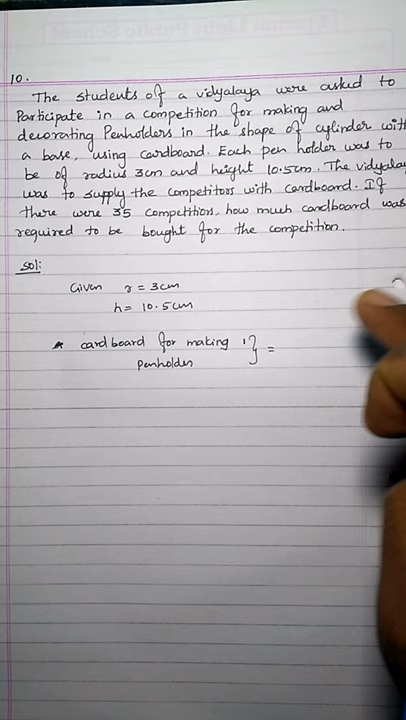 10.
The students of a vidyalaya were asked to
Participate in a competition for making and
decorating Penholders in the shape of cylinder with
a base, using cardboard. Each pen holder was to
be of radius 3cm and height 10.5cm. The vidyalay
was to supply the competitors with cardboard. If
there were 35 competitors, how much cardboard was
required to be bought for the competition.
Sol:
Given r = 3cm
h = 10.5cm
* cardboard for making 1 } =
penholder